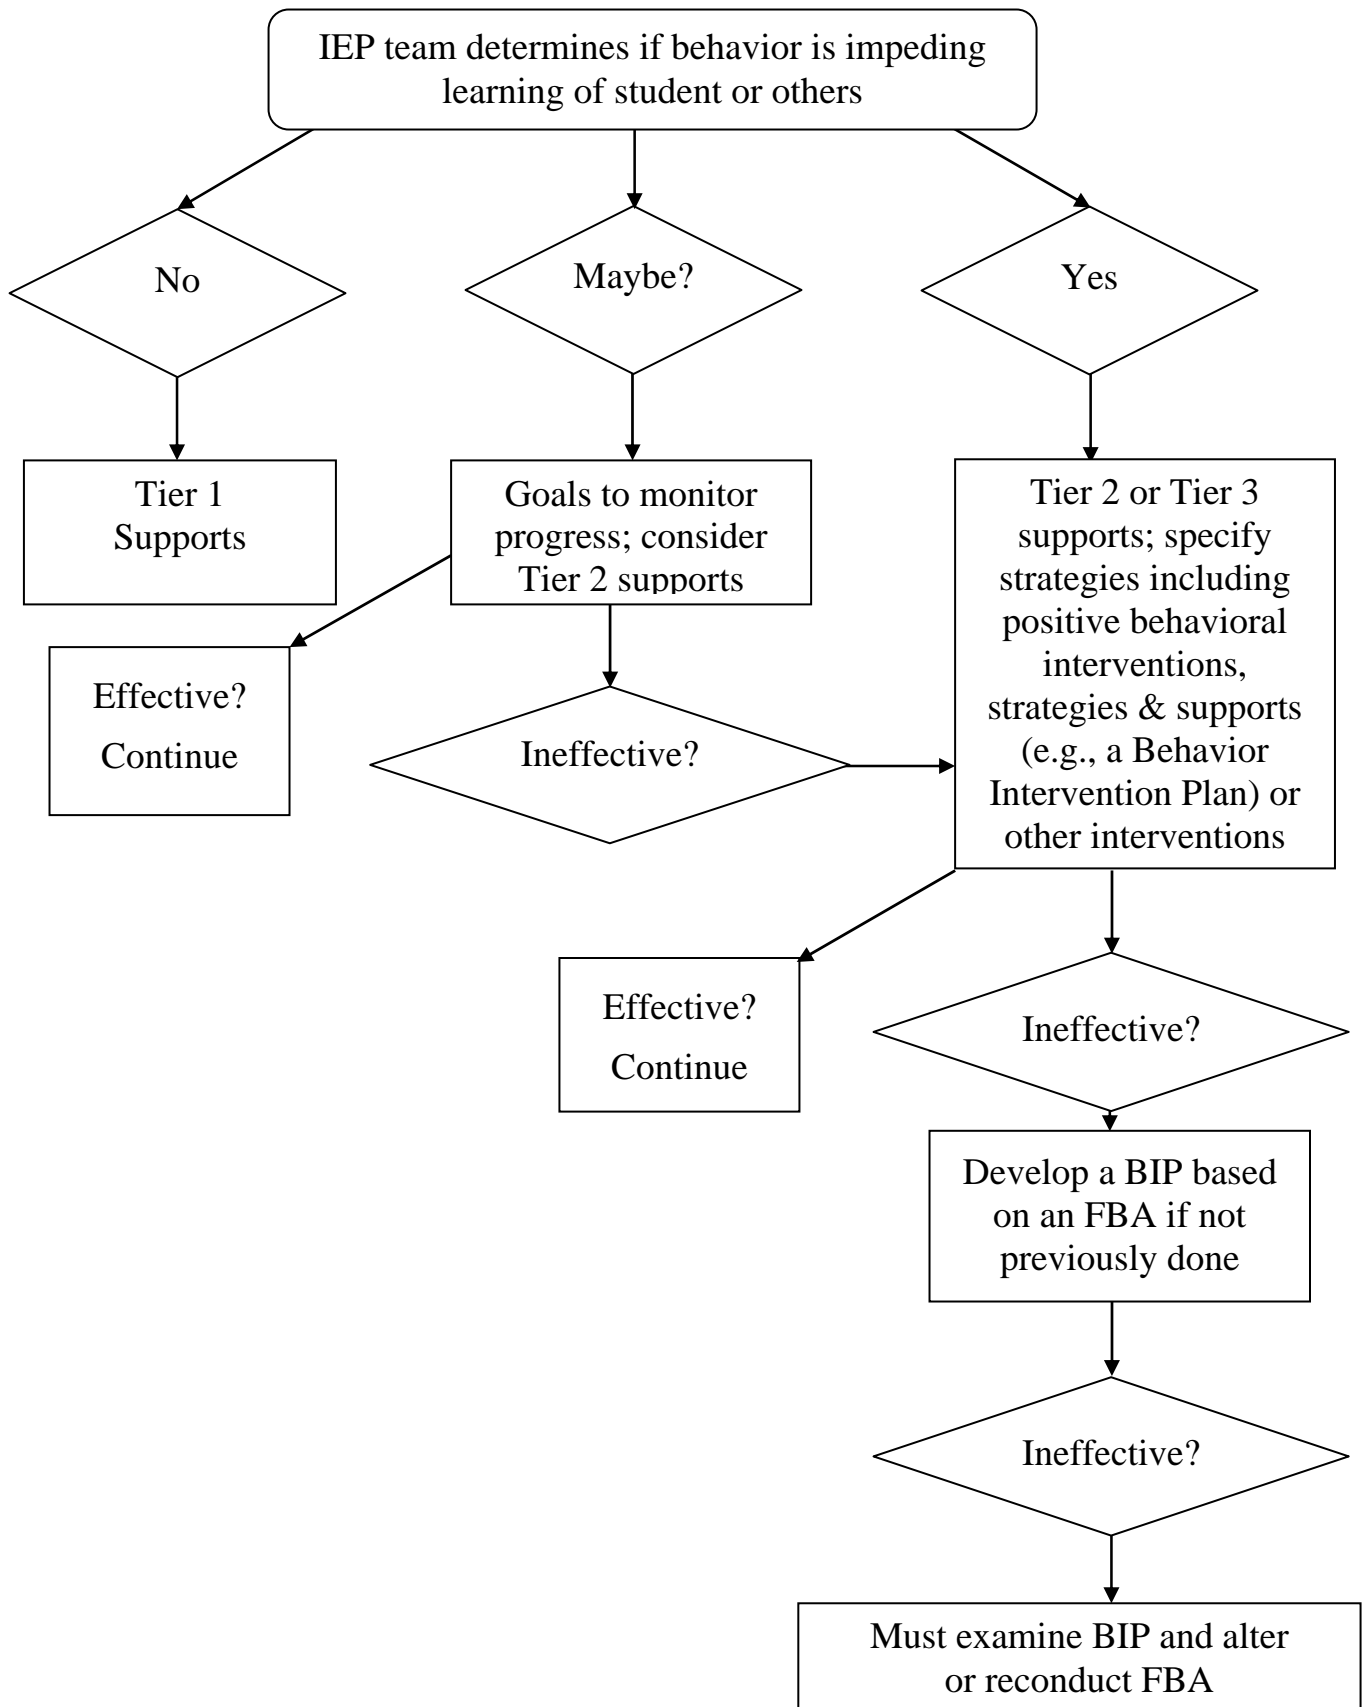 IEP team determines if behavior is impeding
learning of student or others
No
Maybe?
Yes
Tier 1
Supports
Goals to monitor
progress; consider
Tier 2 supports
Tier 2 or Tier 3
supports; specify
strategies including
positive behavioral
interventions,
strategies & supports
(e.g., a Behavior
Intervention Plan) or
other interventions
Effective?
Continue
Ineffective?
Effective?
Continue
Ineffective?
Develop a BIP based
on an FBA if not
previously done
Ineffective?
Must examine BIP and alter
or reconduct FBA